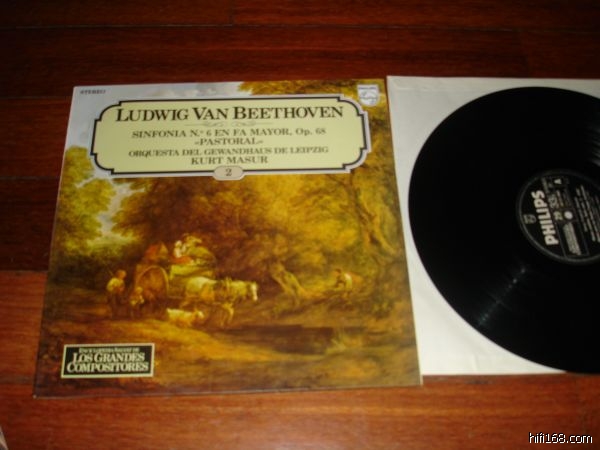 STEREO
PHILIPS
LUDWIG VAN BEETHOVEN
SINFONIA N.º 6 EN FA MAYOR, Op. 68
«PASTORAL»
ORQUESTA DEL GEWANDHAUS DE LEIPZIG
KURT MASUR
2
ENCICLOPEDIA SALVAT DE
LOS GRANDES
COMPOSITORES
PHILIPS
A
hifi168.com